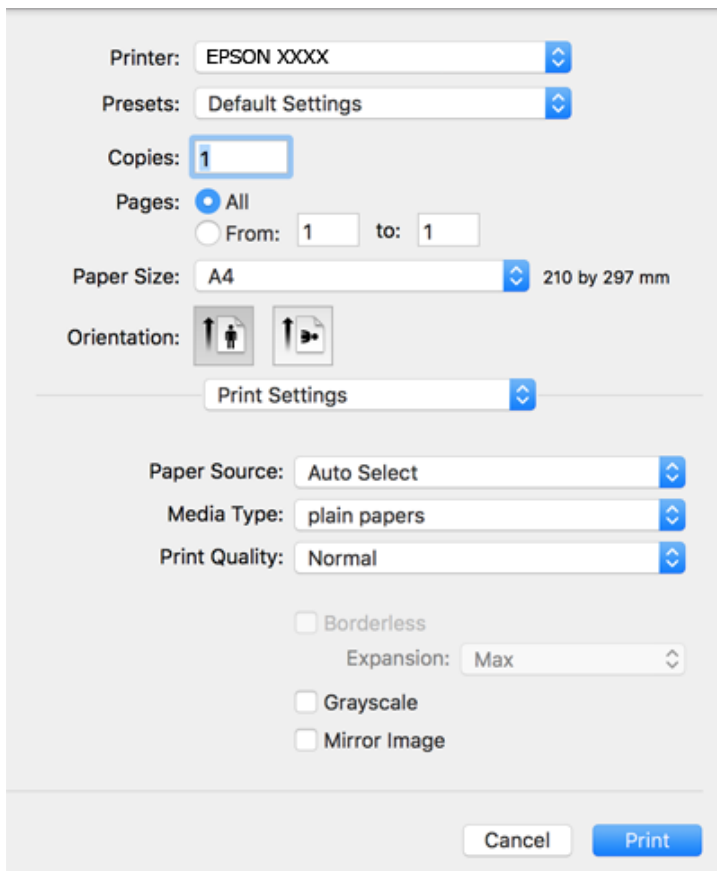 Printer: EPSON XXXX
Presets: Default Settings
Copies: 1
Pages: All
From: 1 to: 1
Paper Size: A4 210 by 297 mm
Orientation:
Print Settings
Paper Source: Auto Select
Media Type: plain papers
Print Quality: Normal
Borderless
Expansion: Max
Grayscale
Mirror Image
Cancel Print